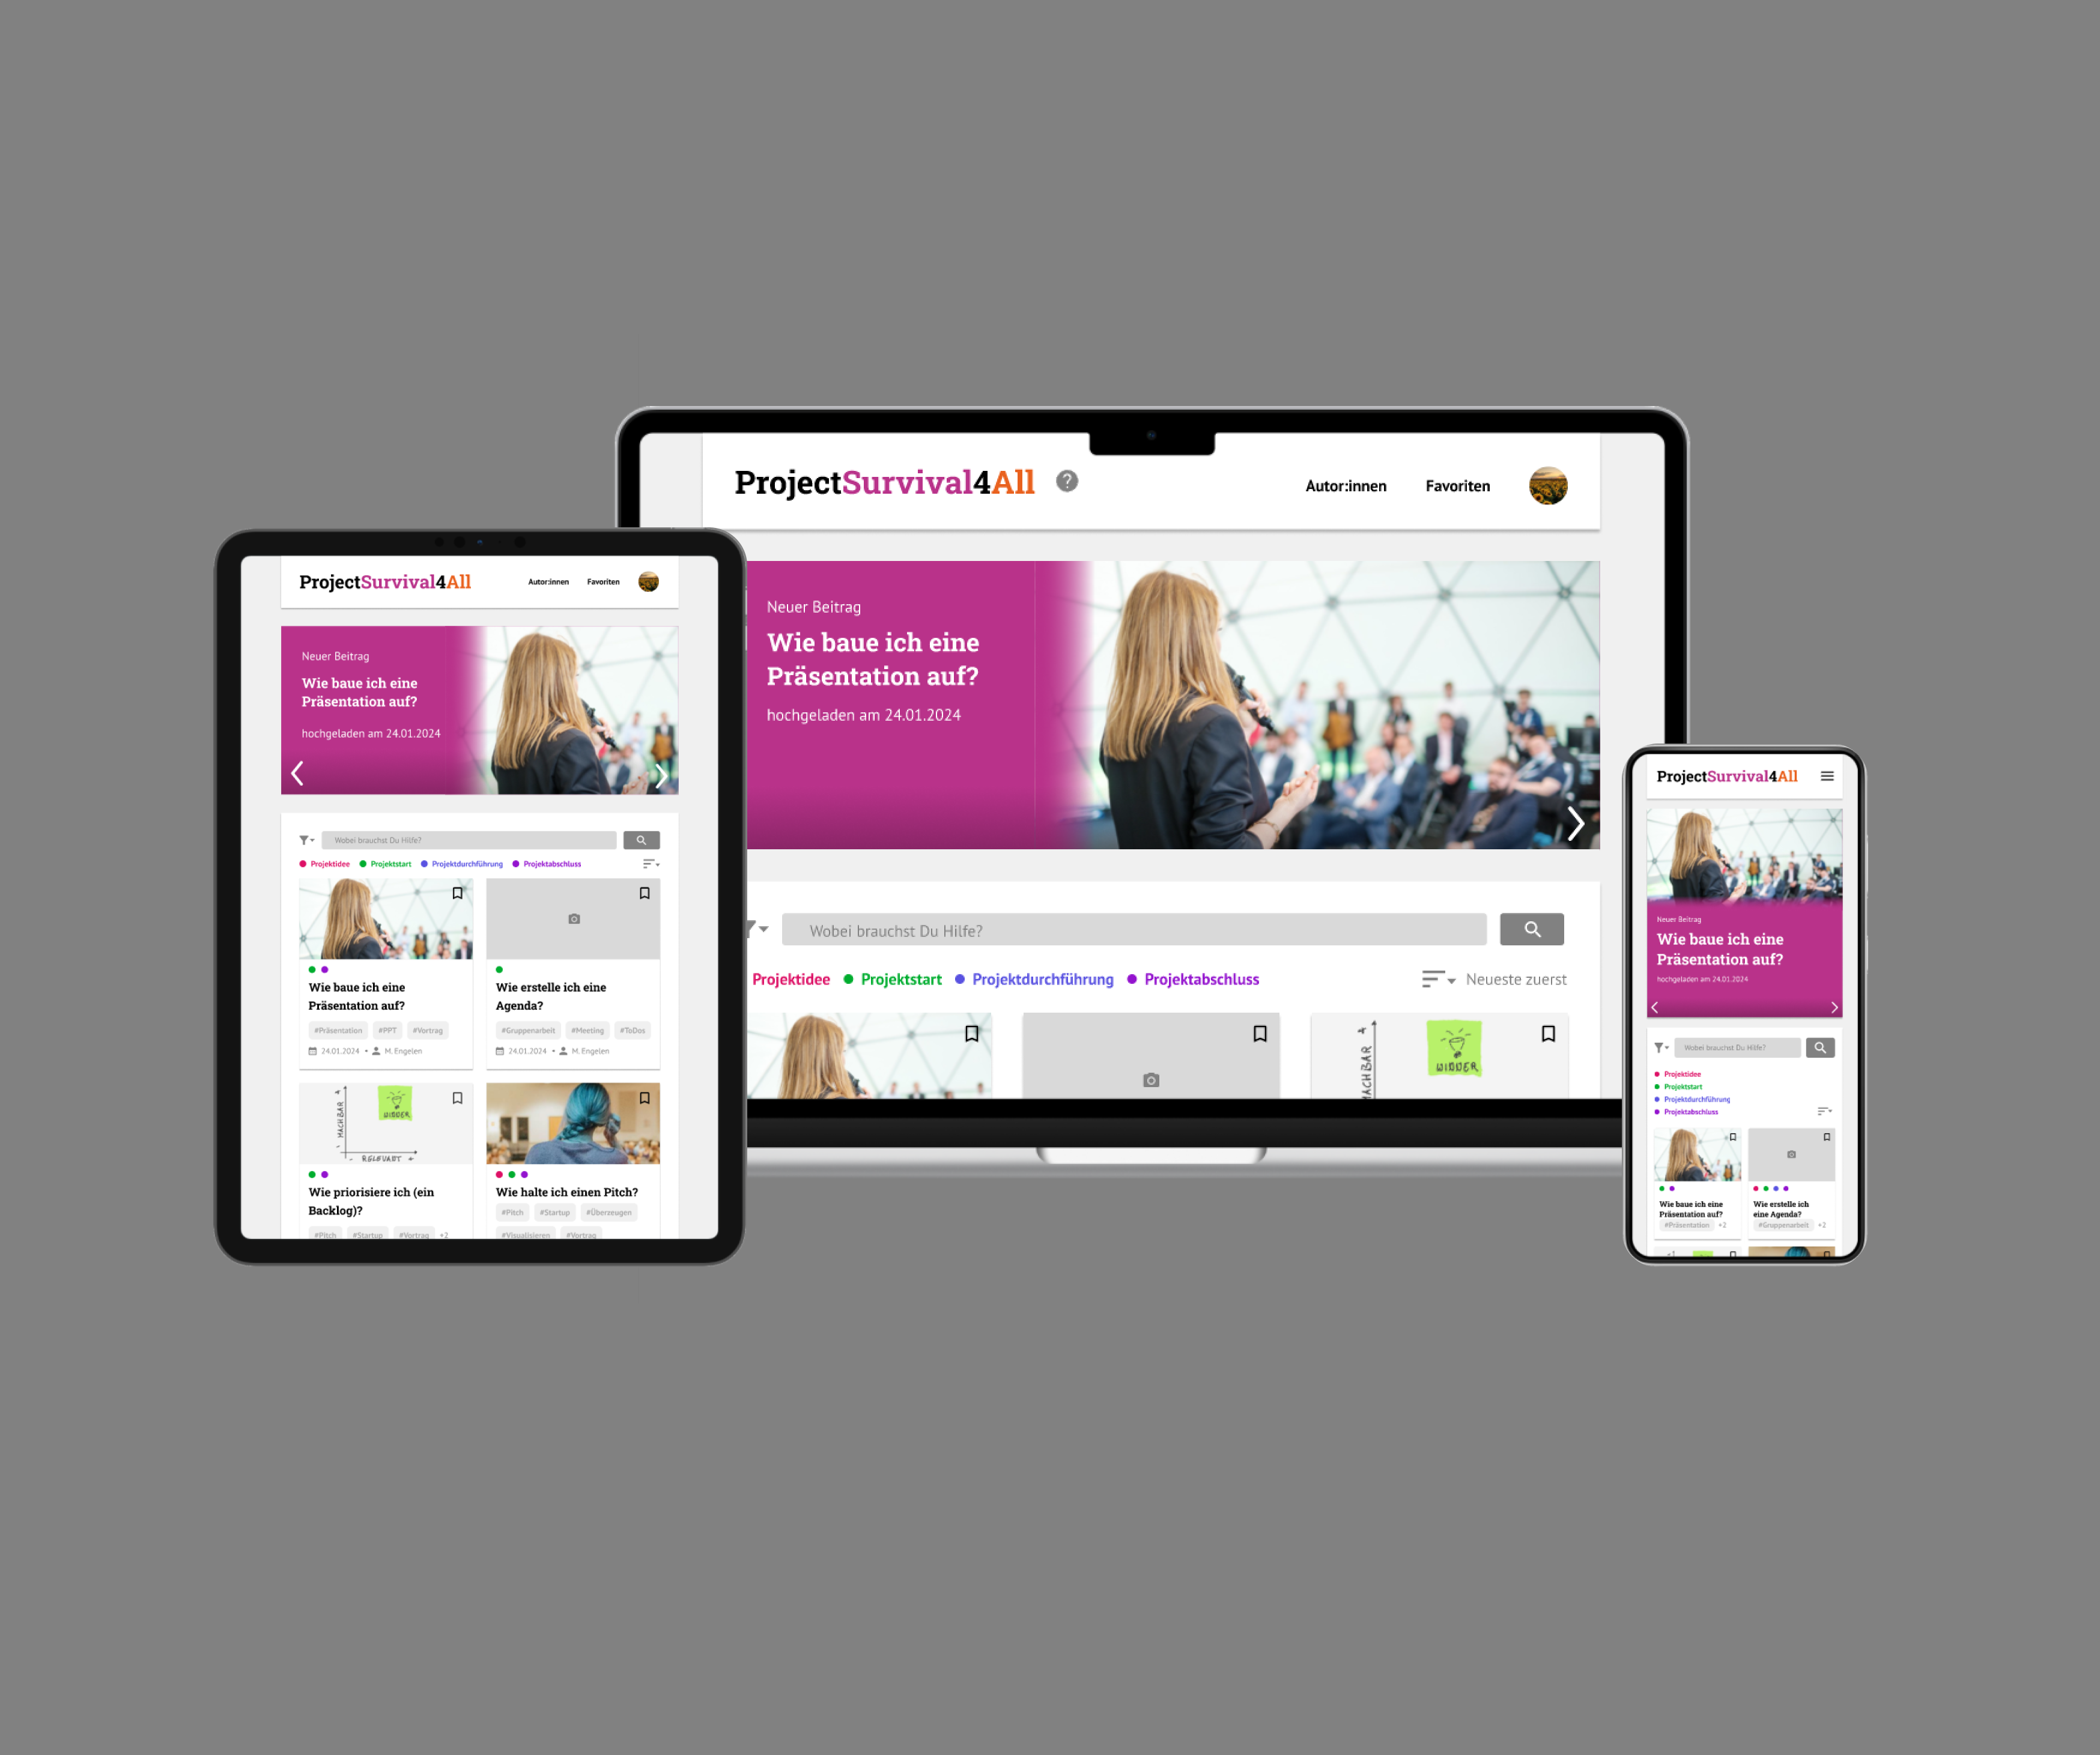 ProjectSurvival4All
Autor:innen
Favoriten
Neuer Beitrag
Wie baue ich eine
Präsentation auf?
hochgeladen am 24.01.2024
Wobei brauchst Du Hilfe?
Projektidee
Projektstart
Projektdurchführung
Projektabschluss
Wie baue ich eine
Präsentation auf?
#Präsentation
#PPT
#Vortrag
24.01.2024 • M. Engelen
Wie erstelle ich eine
Agenda?
#Gruppenarbeit
#Meeting
#ToDos
24.01.2024 • M. Engelen
MACHBAR
WINNER
RELEVANT
Wie priorisiere ich (ein
Backlog)?
#Pitch
#Startup
#Vortrag
+2
Wie halte ich einen Pitch?
#Pitch
#Startup
#Überzeugen
#Visualisieren
#Vortrag
ProjectSurvival4All
?
Autor:innen
Favoriten
Neuer Beitrag
Wie baue ich eine
Präsentation auf?
hochgeladen am 24.01.2024
Wobei brauchst Du Hilfe?
Projektidee
Projektstart
Projektdurchführung
Projektabschluss
Neueste zuerst
MACHBAR
WINNER
ProjectSurvival4All
Neuer Beitrag
Wie baue ich eine
Präsentation auf?
hochgeladen am 24.01.2024
Wobei brauchst Du Hilfe?
Projektidee
Projektstart
Projektdurchführung
Projektabschluss
Wie baue ich eine
Präsentation auf?
#Präsentation
+2
Wie erstelle ich
eine Agenda?
#Gruppenarbeit
+2